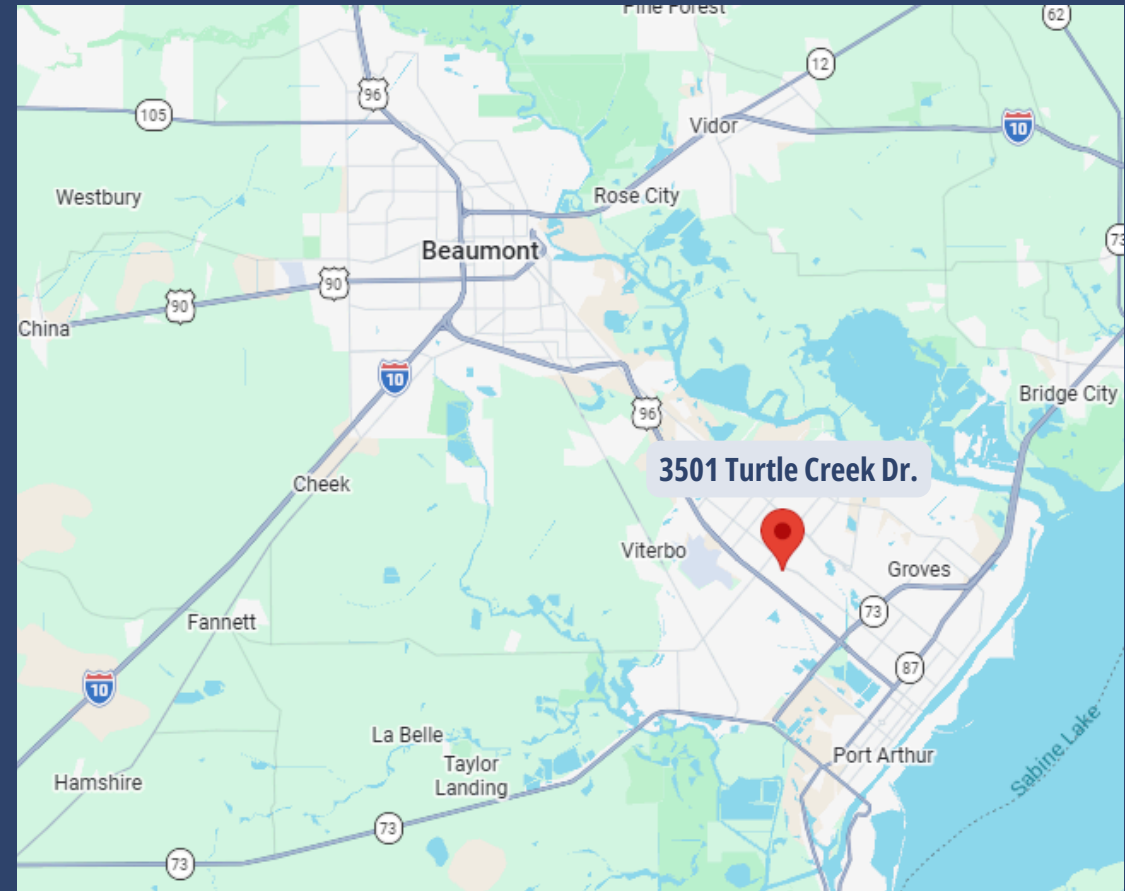 Pine Forest
62
12
96
105
Vidor
10
Westbury
Rose City
73
Beaumont
90
90
China
10
Bridge City
96
3501 Turtle Creek Dr.
Cheek
Viterbo
Groves
73
Fannett
87
10
La Belle
Port Arthur
Taylor
Landing
Hamshire
Sabine Lake
73
73